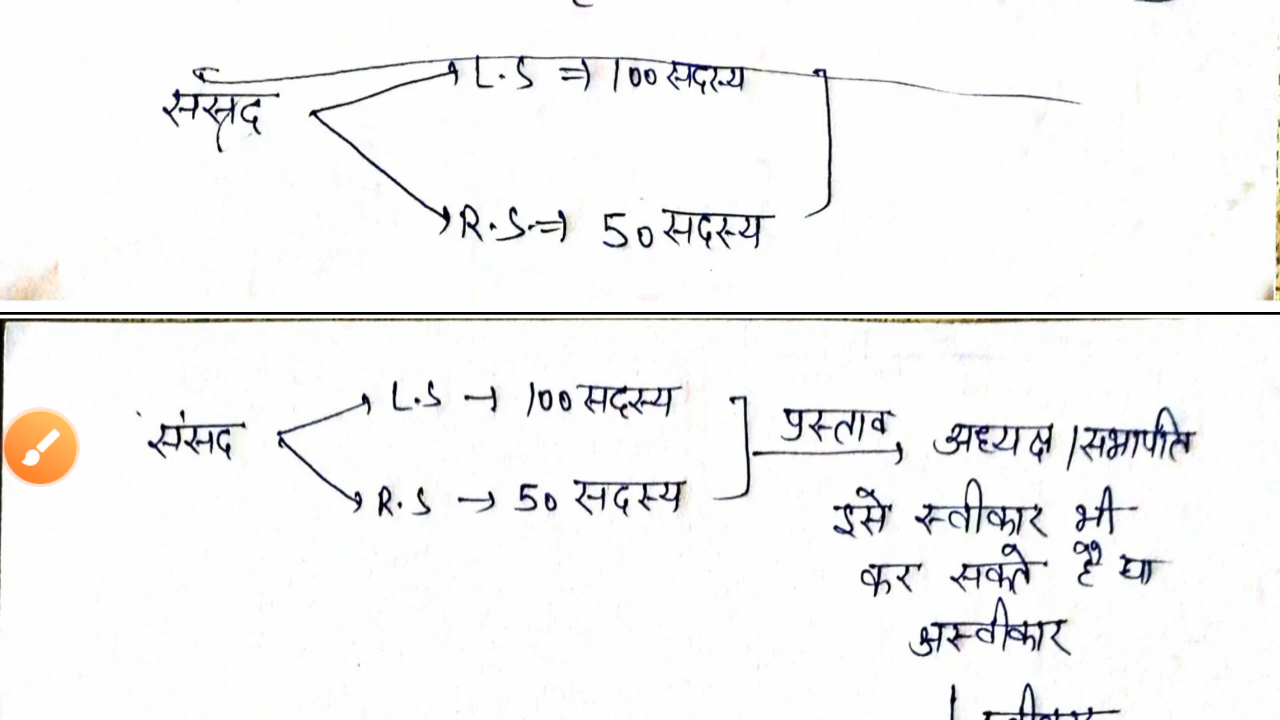 L.S ⇒ 100 सदस्य
संसद
R.S. ⇒ 50 सदस्य
L.S → 100 सदस्य
संसद
प्रस्ताव, अध्यक्ष / सभापति
R.S → 50 सदस्य
इसे स्वीकार भी
कर सकते हैं या
अस्वीकार